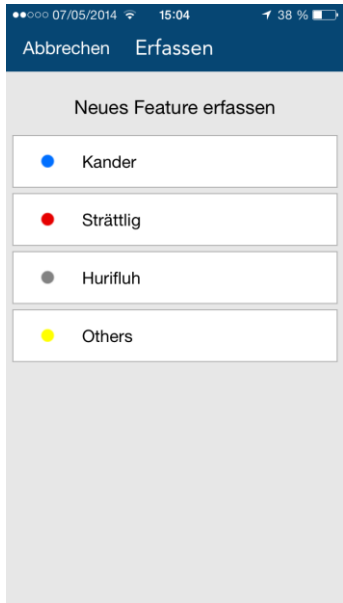 07/05/2014 15:04 38 %
Abbrechen Erfassen
Neues Feature erfassen
Kander
Strättlig
Hurifluh
Others